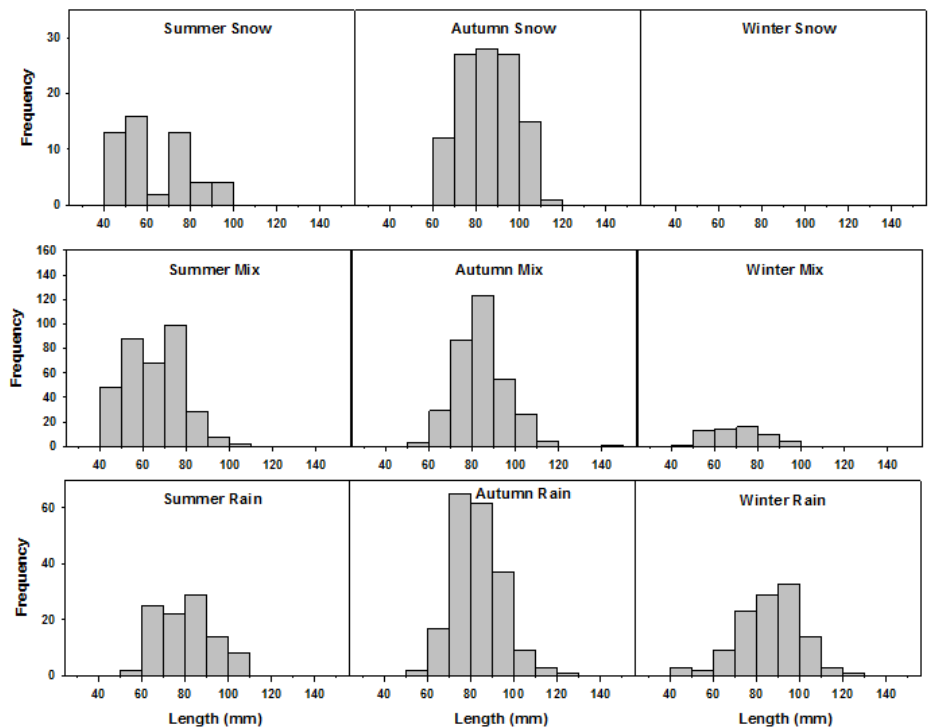 Summer Snow Autumn Snow Winter Snow
Frequency
30
20
10
0
40 60 80 100 120 140 40 60 80 100 120 140 40 60 80 100 120 140
Summer Mix Autumn Mix Winter Mix
Frequency
160
140
120
100
80
60
40
20
0
40 60 80 100 120 140 40 60 80 100 120 140 40 60 80 100 120 140
Summer Rain Autumn Rain Winter Rain
Frequency
60
40
20
0
40 60 80 100 120 140 40 60 80 100 120 140 40 60 80 100 120 140
Length (mm) Length (mm) Length (mm)